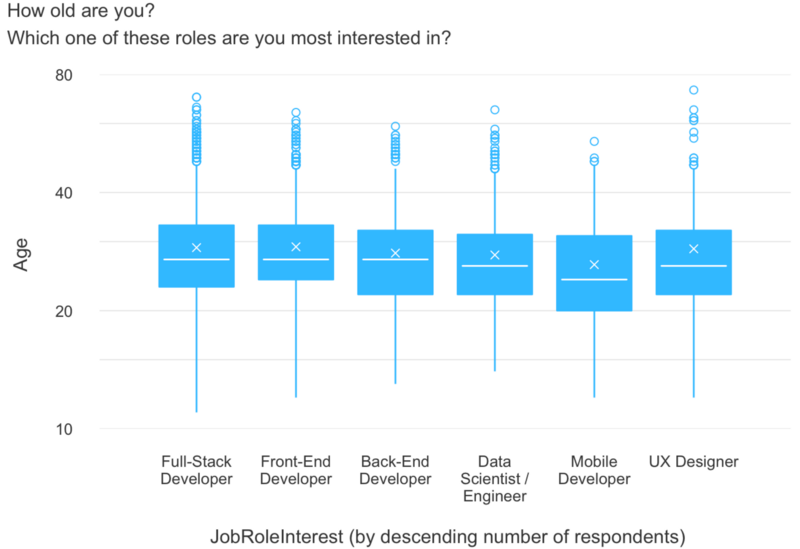 How old are you?
Which one of these roles are you most interested in?
80
40
20
10
Age
Full-Stack
Developer
Front-End
Developer
Back-End
Developer
Data
Scientist /
Engineer
Mobile
Developer
UX Designer
JobRoleInterest (by descending number of respondents)